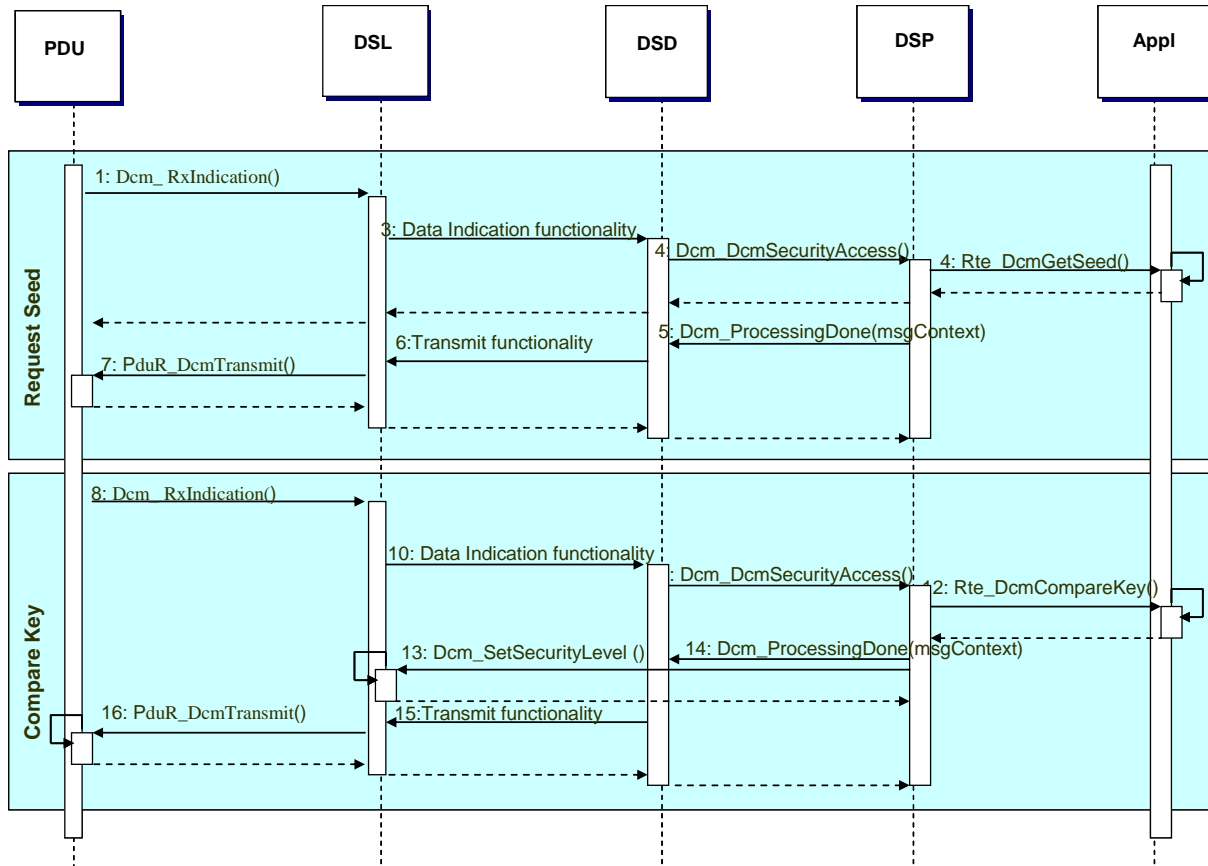 PDU
DSL
DSD
DSP
Appl
Request Seed
1: Dcm_ RxIndication()
3: Data Indication functionality
4: Dcm_DcmSecurityAccess()
4: Rte_DcmGetSeed()
5: Dcm_ProcessingDone(msgContext)
6:Transmit functionality
7: PduR_DcmTransmit()
Compare Key
8: Dcm_ RxIndication()
10: Data Indication functionality
: Dcm_DcmSecurityAccess()
12: Rte_DcmCompareKey()
14: Dcm_ProcessingDone(msgContext)
13: Dcm_SetSecurityLevel ()
15:Transmit functionality
16: PduR_DcmTransmit()